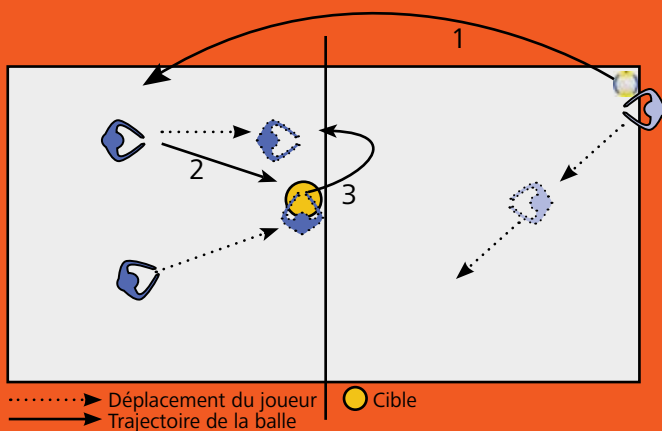 1
2
3
Déplacement du joueur
Cible
Trajectoire de la balle